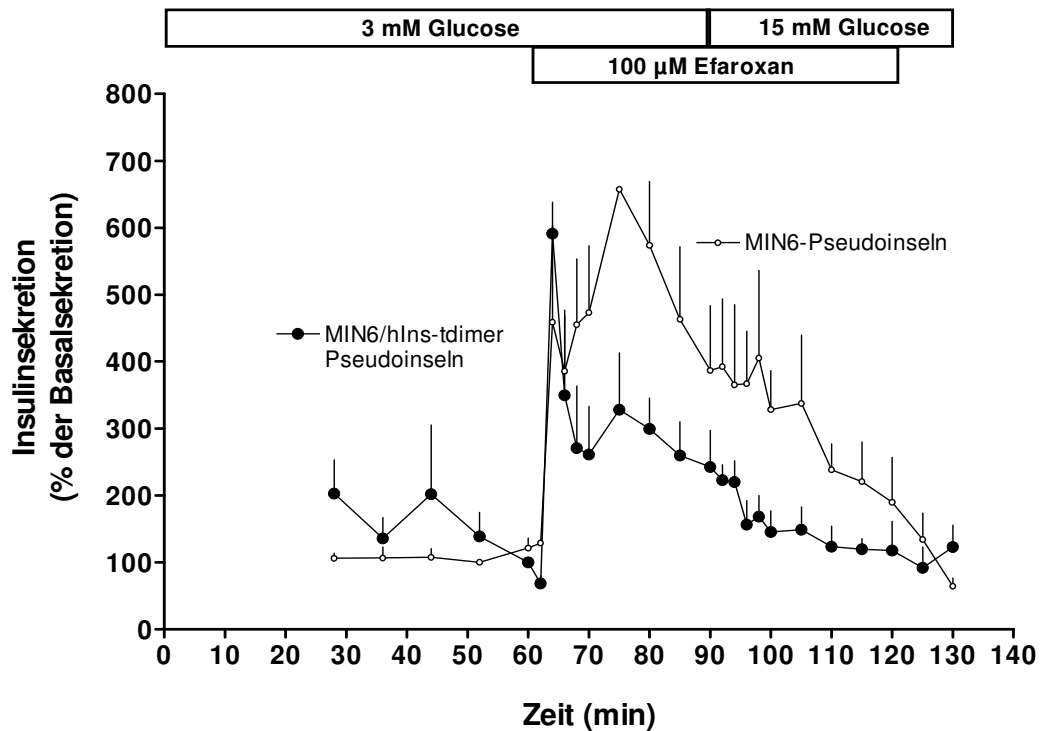 3 mM Glucose
15 mM Glucose
100 µM Efaroxan
800
700
600
500
400
300
200
100
0
Insulinsekretion
(% der Basalsekretion)
MIN6-Pseudoinseln
MIN6/hIns-tdimer
Pseudoinseln
0 10 20 30 40 50 60 70 80 90 100 110 120 130 140
Zeit (min)